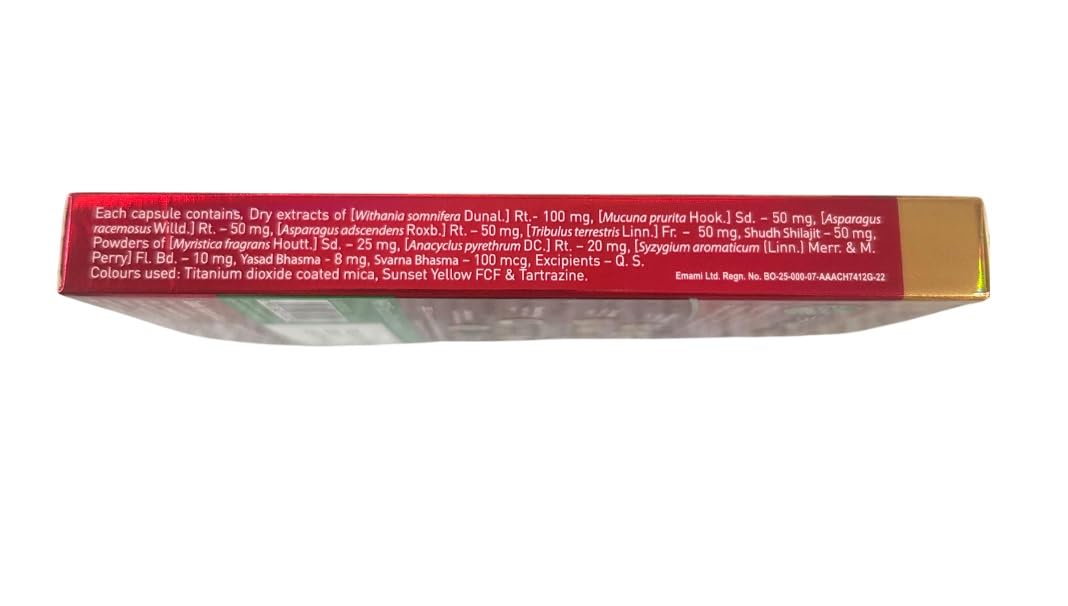 Each capsule contains, Dry extracts of [Withania somnifera Dunal.] Rt.- 100 mg, [Mucuna prurita Hook.] Sd. – 50 mg, [Asparagus
racemosus Willd.] Rt. – 50 mg, [Asparagus adscendens Roxb.] Rt. – 50 mg, [Tribulus terrestris Linn.] Fr. – 50 mg, Shudh Shilajit – 50 mg,
Powders of [Myristica fragrans Houtt.] Sd. – 25 mg, [Anacyclus pyrethrum DC.] Rt. – 20 mg, [Syzygium aromaticum (Linn.) Merr. & M.
Perry] Fl. Bd. – 10 mg, Yasad Bhasma - 8 mg, Svarna Bhasma – 100 mcg, Excipients – Q. S.
Colours used: Titanium dioxide coated mica, Sunset Yellow FCF & Tartrazine.
Emami Ltd. Regn. No. BO-25-000-07-AAACH7412G-22